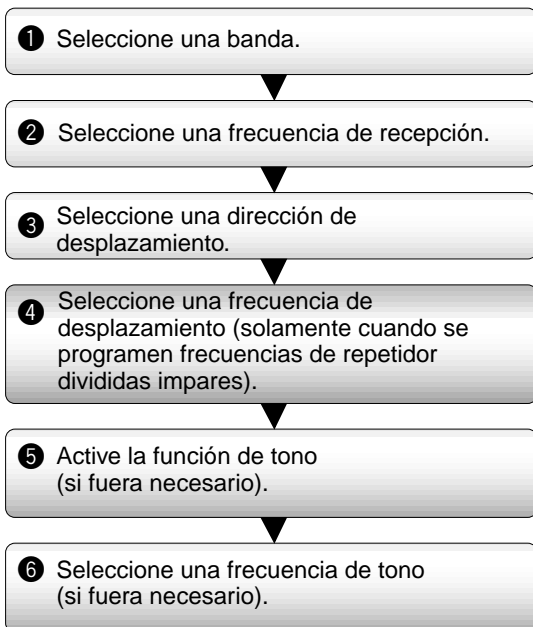 ❶ Seleccione una banda.
❷ Seleccione una frecuencia de recepción.
❸ Seleccione una dirección de
desplazamiento.
❹ Seleccione una frecuencia de
desplazamiento (solamente cuando se
programen frecuencias de repetidor
divididas impares).
❺ Active la función de tono
(si fuera necesario).
❻ Seleccione una frecuencia de tono
(si fuera necesario).